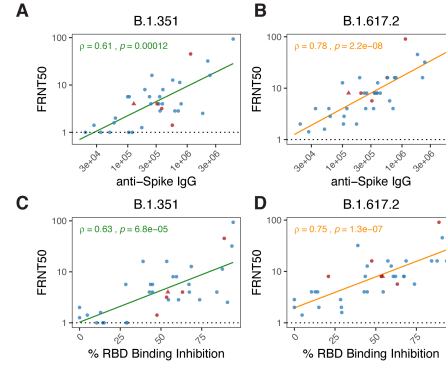 A
B.1.351
ρ = 0.61 , p = 0.00012
FRNT50
100
10
1
3e+04
1e+05
3e+05
1e+06
3e+06
anti-Spike IgG
B
B.1.617.2
ρ = 0.78 , p = 2.2e-08
FRNT50
100
10
1
3e+04
1e+05
3e+05
1e+06
3e+06
anti-Spike IgG
C
B.1.351
ρ = 0.63 , p = 6.8e-05
FRNT50
100
10
1
0
25
50
75
% RBD Binding Inhibition
D
B.1.617.2
ρ = 0.75 , p = 1.3e-07
FRNT50
100
10
1
0
25
50
75
% RBD Binding Inhibition